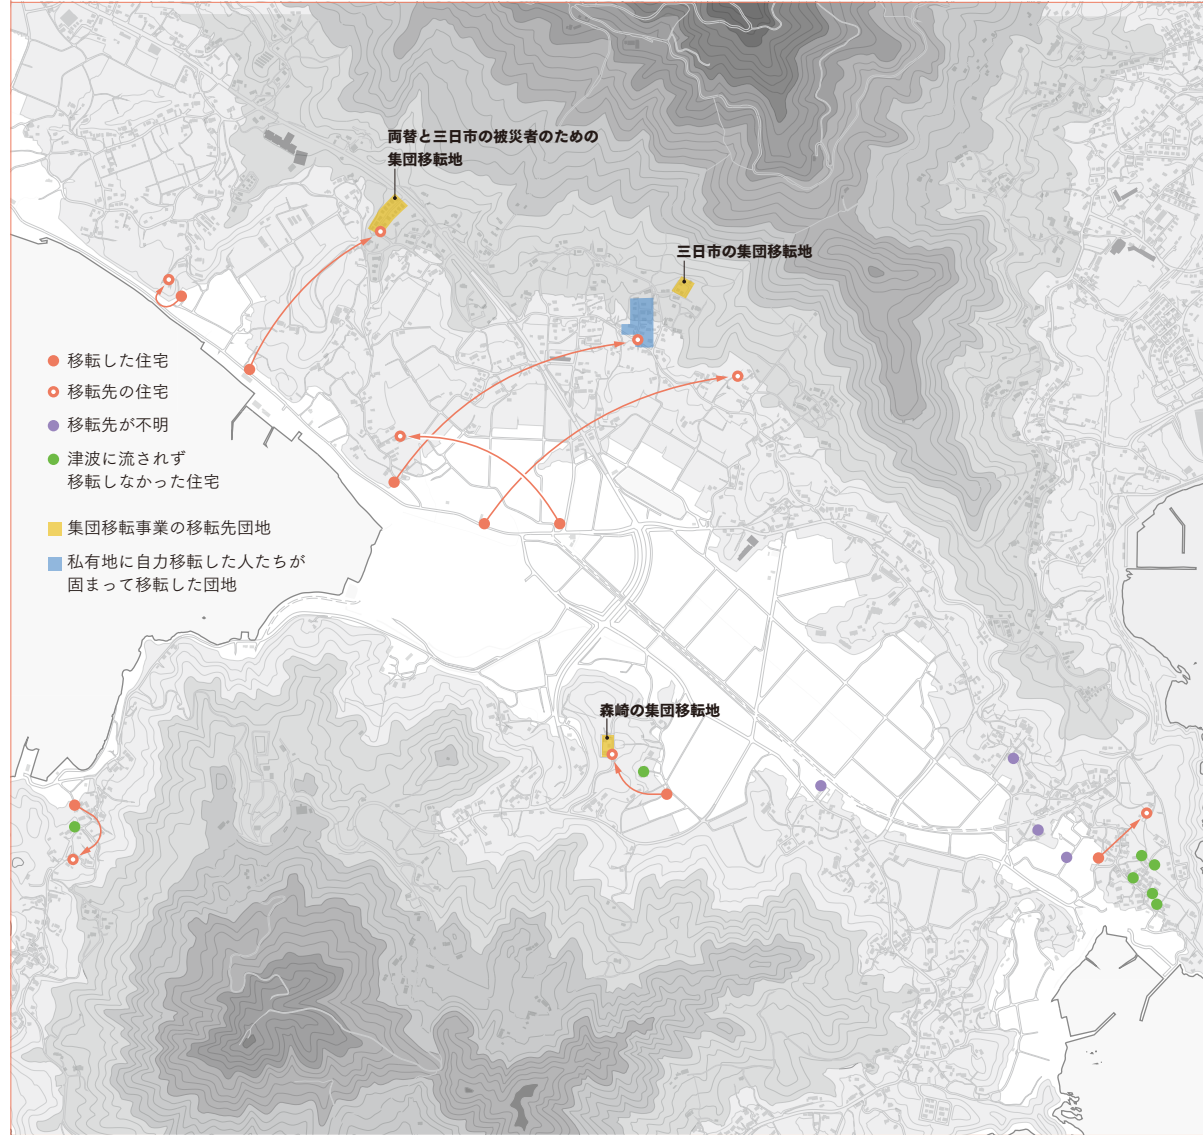 両替と三日市の被災者のための
集団移転地
三日市の集団移転地
移転した住宅
移転先の住宅
移転先が不明
津波に流されず
移転しなかった住宅
集団移転事業の移転先団地
私有地に自力移転した人たちが
固まって移転した団地
森崎の集団移転地